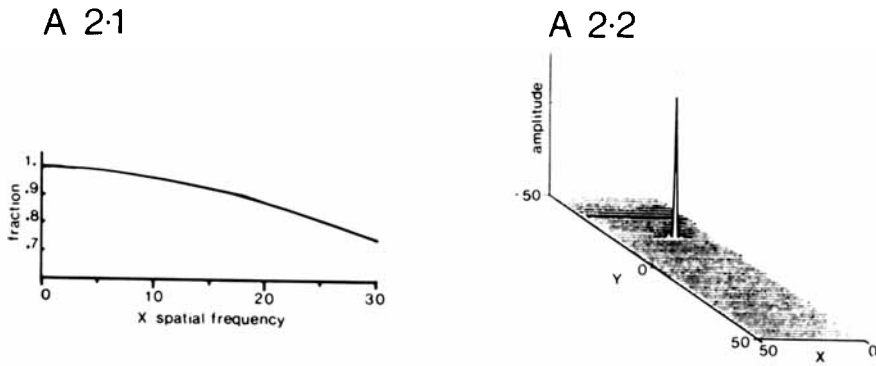 A 2·1
1.
.9
.8
.7
fraction
0
10
20
30
X spatial frequency
A 2·2
amplitude
-50
Y
0
50
50
X
0